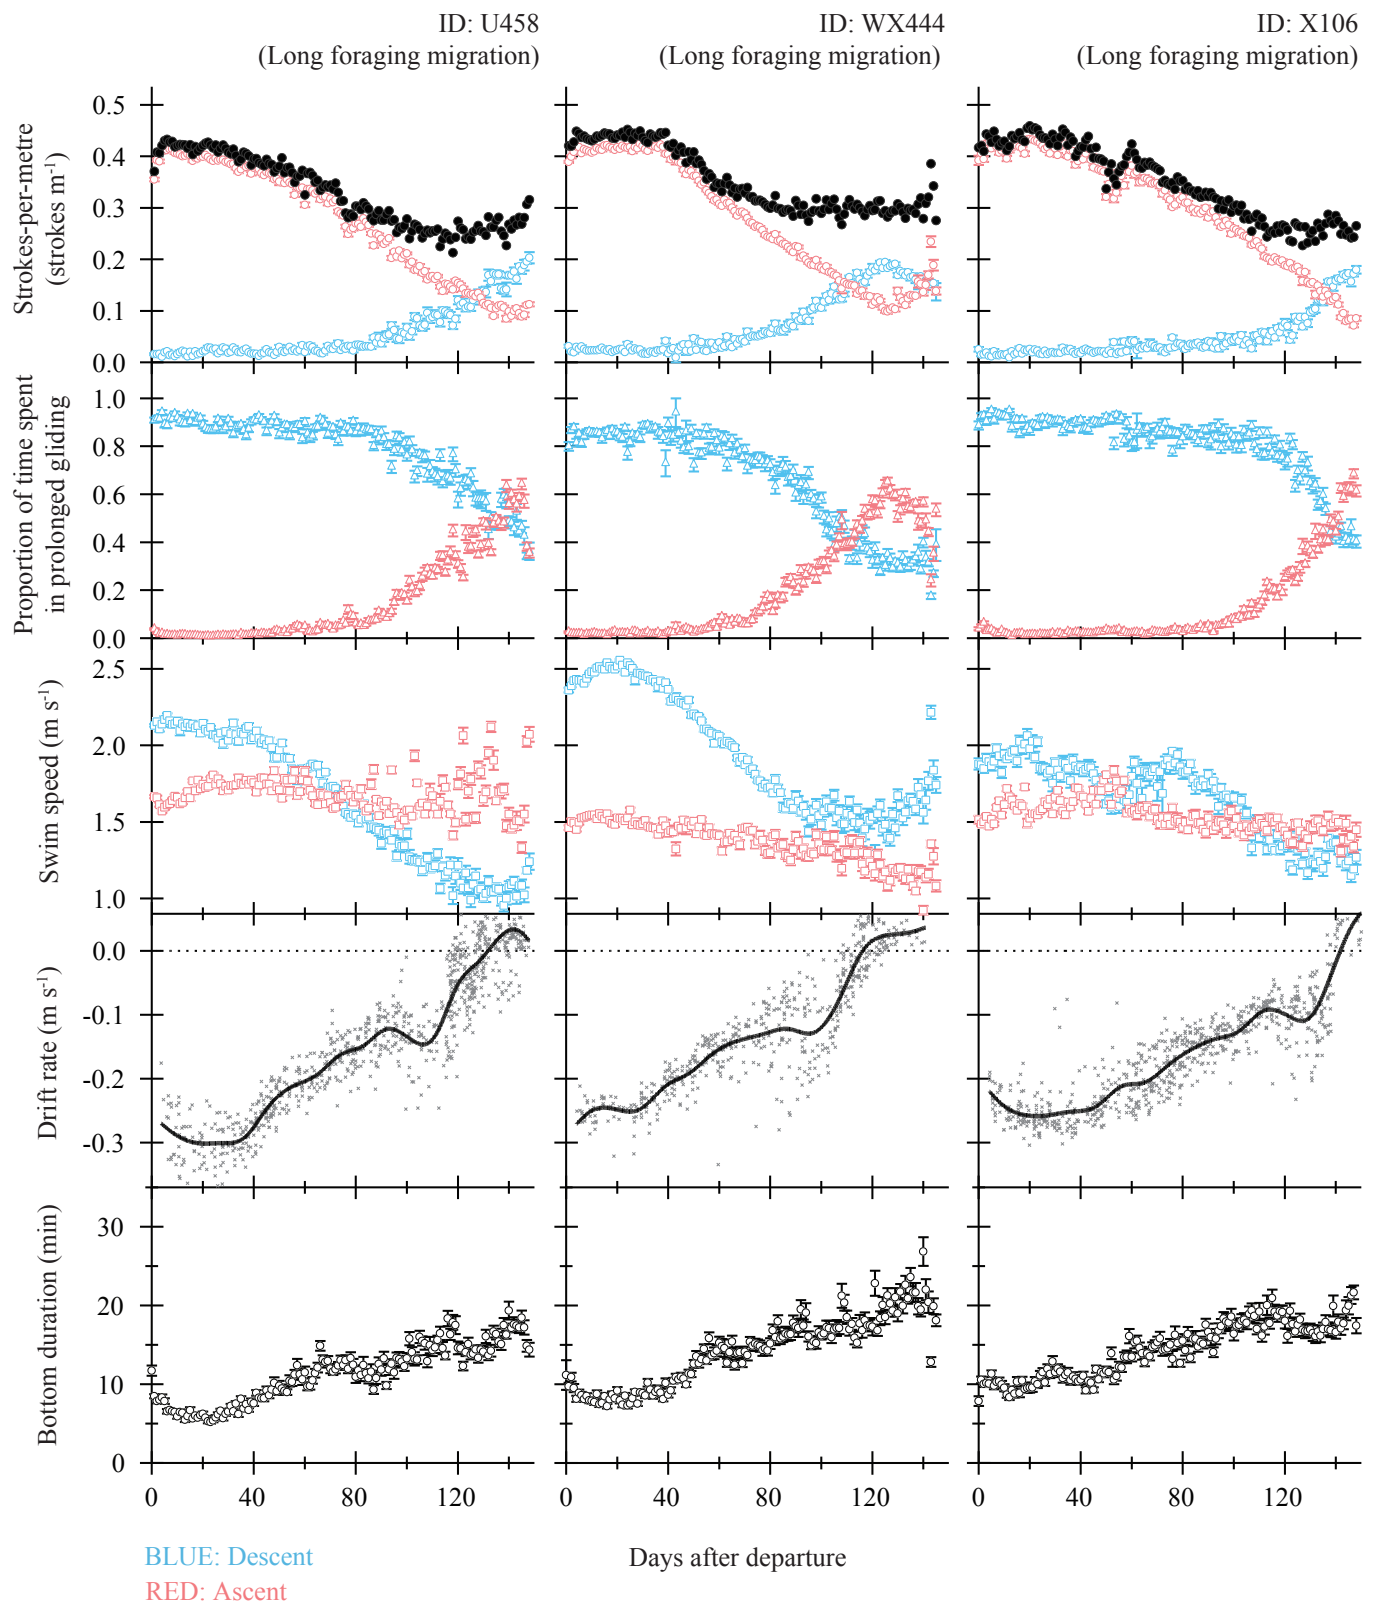 ID: U458
(Long foraging migration)
ID: WX444
(Long foraging migration)
ID: X106
(Long foraging migration)
Strokes-per-metre
(strokes m⁻¹)
0.5
0.4
0.3
0.2
0.1
0.0
Proportion of time spent
in prolonged gliding
1.0
0.8
0.6
0.4
0.2
0.0
Swim speed (m s⁻¹)
2.5
2.0
1.5
1.0
Drift rate (m s⁻¹)
0.0
-0.1
-0.2
-0.3
Bottom duration (min)
30
20
10
0
0 40 80 120
0 40 80 120
0 40 80 120
Days after departure
BLUE: Descent
RED: Ascent